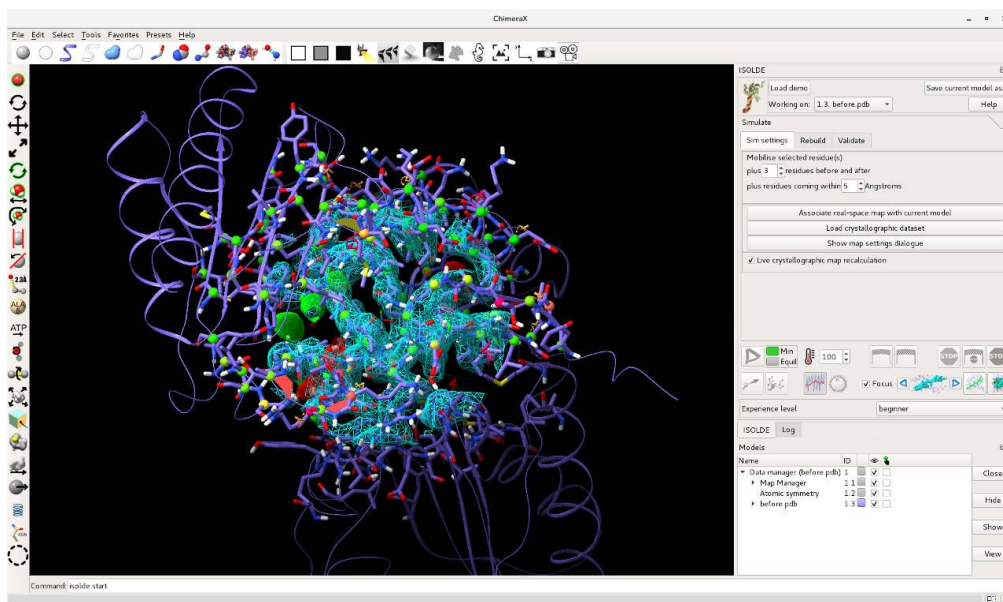 ChimeraX
File Edit Select Tools Favorites Presets Help
ISOLDE
Load demo
Save current model as.
Working on: 1.3. before.pdb
Help
Simulate
Sim settings Rebuild Validate
Mobilise selected residue(s)
plus 3 residues before and after
plus residues coming within 5 Angstroms
Associate real-space map with current model
Load crystallographic dataset
Show map settings dialogue
Live crystallographic map recalculation
2.3Å
ALA
ATP
Min
Equil
100
STOP
STO
Focus
Experience level beginner
ISOLDE Log
Models
Name ID
Data manager (before.pdb) 1
Map Manager 1.1
Atomic symmetry 1.2
before.pdb 1.3
Close
Hide
Show
View
Command: isolde start